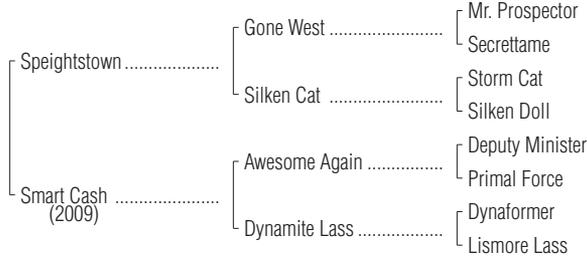 Mr. Prospector
Gone West ....................
Secrettame
Speightstown ....................
Storm Cat
Silken Cat ....................
Silken Doll
Deputy Minister
Awesome Again ..............
Primal Force
Smart Cash ....................
(2009)
Dynaformer
Dynamite Lass ................
Lismore Lass